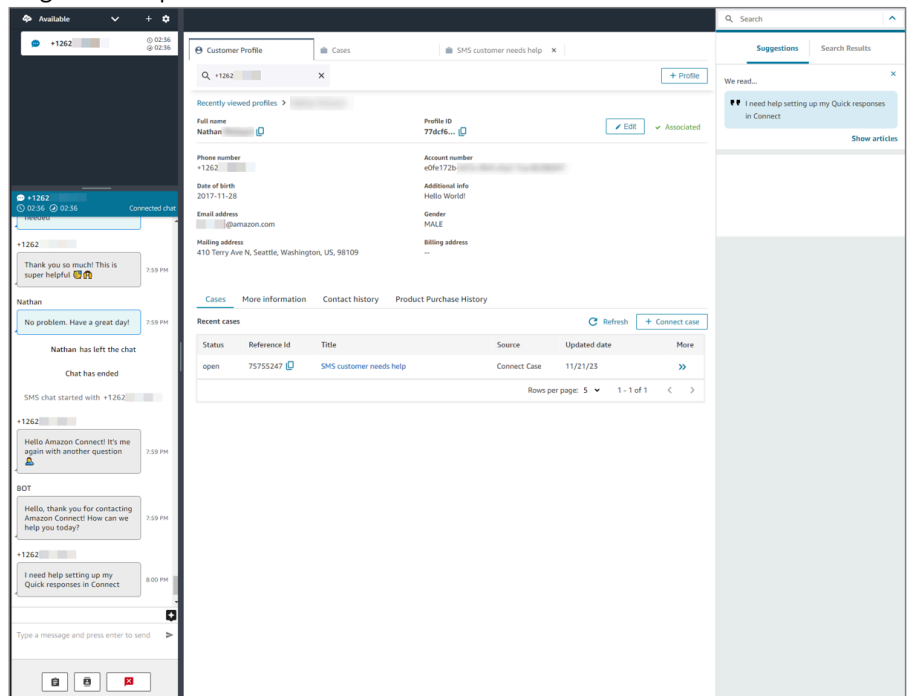 Available
+1262
02:36
02:36
+1262
02:36 02:36 Connected chat
needed
+1262
Thank you so much! This is
super helpful
7:59 PM
Nathan
No problem. Have a great day!
7:59 PM
Nathan has left the chat
Chat has ended
SMS chat started with +1262
+1262
Hello Amazon Connect! It's me
again with another question
7:59 PM
BOT
Hello, thank you for contacting
Amazon Connect! How can we
help you today?
7:59 PM
+1262
I need help setting up my
Quick responses in Connect
8:00 PM
Type a message and press enter to send
Customer Profile
Cases
SMS customer needs help
+1262
+ Profile
Recently viewed profiles >
Full name
Nathan
Profile ID
77dcf6...
Edit
Associated
Phone number
+1262
Account number
e0fe172b-
Date of birth
2017-11-28
Additional info
Hello World!
Email address
@amazon.com
Gender
MALE
Mailing address
410 Terry Ave N, Seattle, Washington, US, 98109
Billing address
—
Cases More information Contact history Product Purchase History
Recent cases
Refresh
+ Connect case
Status Reference Id Title Source Updated date More
open 75755247 SMS customer needs help Connect Case 11/21/23 »
Rows per page: 5 1 - 1 of 1 < >
Search
Suggestions Search Results
We read...
I need help setting up my Quick responses
in Connect
Show articles